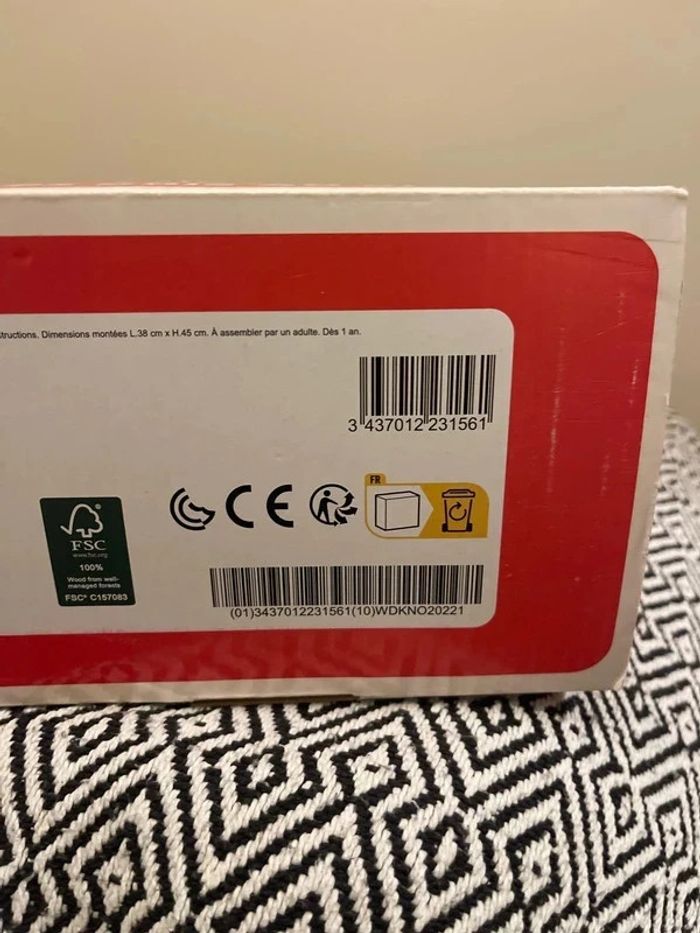 structions. Dimensions montées L.38 cm x H.45 cm. À assembler par un adulte. Dès 1 an.
3 437012 231561
FR
FSC
www.fsc.org
100%
Wood from well-
managed forests
FSC® C157083
CE
(01)3437012231561(10)WDKNO20221